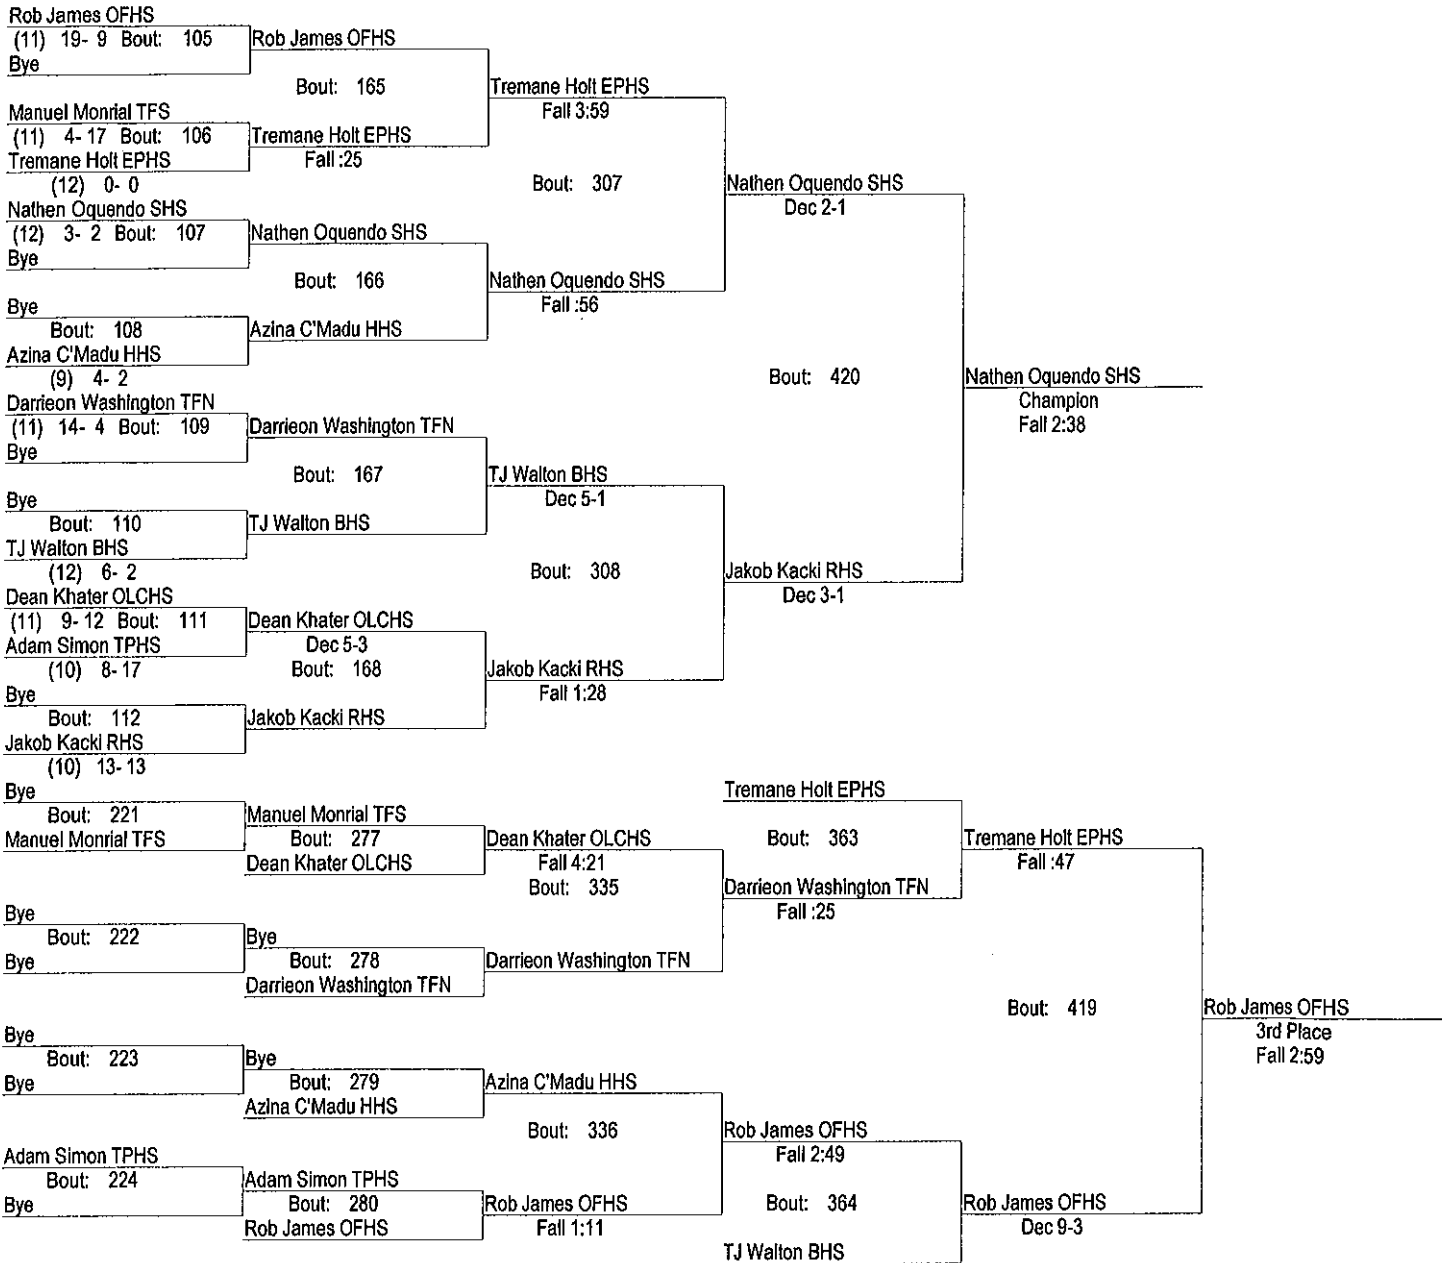 Rob James OFHS
(11) 19- 9 Bout: 105
Bye
Rob James OFHS
Bout: 165
Manuel Monrial TFS
(11) 4- 17 Bout: 106
Tremane Holt EPHS
(12) 0- 0
Tremane Holt EPHS
Fall :25
Tremane Holt EPHS
Fall 3:59
Bout: 307
Nathen Oquendo SHS
(12) 3- 2 Bout: 107
Bye
Nathen Oquendo SHS
Bout: 166
Bye
Bout: 108
Azina C'Madu HHS
(9) 4- 2
Azina C'Madu HHS
Nathen Oquendo SHS
Fall :56
Nathen Oquendo SHS
Dec 2-1
Bout: 420
Nathen Oquendo SHS
Champion
Fall 2:38
Darrieon Washington TFN
(11) 14- 4 Bout: 109
Bye
Darrieon Washington TFN
Bout: 167
Bye
Bout: 110
TJ Walton BHS
(12) 6- 2
TJ Walton BHS
TJ Walton BHS
Dec 5-1
Bout: 308
Dean Khater OLCHS
(11) 9- 12 Bout: 111
Adam Simon TPHS
(10) 8- 17
Dean Khater OLCHS
Dec 5-3
Bout: 168
Bye
Bout: 112
Jakob Kacki RHS
(10) 13- 13
Jakob Kacki RHS
Jakob Kacki RHS
Fall 1:28
Jakob Kacki RHS
Dec 3-1
Bye
Bout: 221
Manuel Monrial TFS
Manuel Monrial TFS
Bout: 277
Dean Khater OLCHS
Dean Khater OLCHS
Fall 4:21
Bout: 335
Bye
Bout: 222
Bye
Bye
Bout: 278
Darrieon Washington TFN
Darrieon Washington TFN
Tremane Holt EPHS
Bout: 363
Darrieon Washington TFN
Fall :25
Tremane Holt EPHS
Fall :47
Bout: 419
Rob James OFHS
3rd Place
Fall 2:59
Bye
Bout: 223
Bye
Bye
Bout: 279
Azina C'Madu HHS
Azina C'Madu HHS
Bout: 336
Adam Simon TPHS
Bout: 224
Bye
Adam Simon TPHS
Bout: 280
Rob James OFHS
Rob James OFHS
Fall 1:11
Rob James OFHS
Fall 2:49
Bout: 364
TJ Walton BHS
Rob James OFHS
Dec 9-3